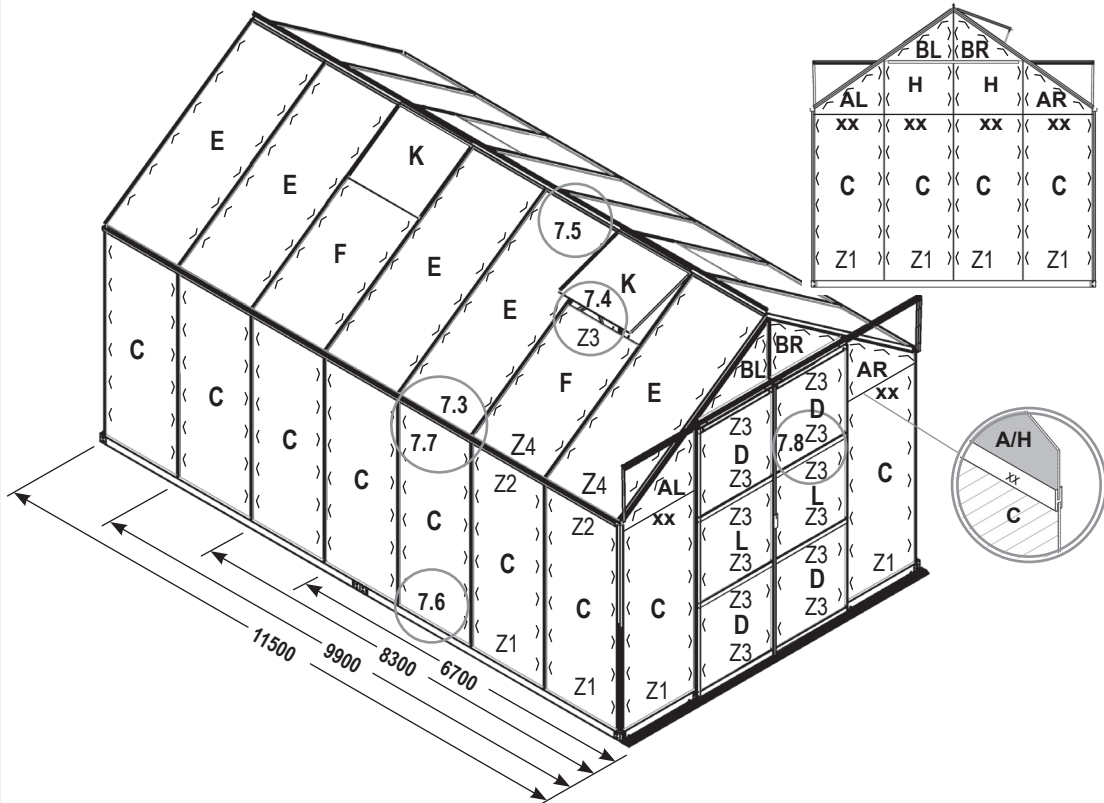 BL BR
H H
AL AR
xx xx xx xx
C C C C
Z1 Z1 Z1 Z1
E
K
E
7.5
F
E
K
7.4
E
Z3
BR
BL
AR
xx
F
E
Z3
D
Z3
C
7.3
7.8
Z3
D
Z3
A/H
xx
C
C
7.7
Z4
Z4
AL
xx
Z3
L
Z3
C
C
Z2
Z2
Z3
L
Z3
C
C
C
C
C
Z3
D
Z3
Z1
7.6
Z1
Z1
Z1
Z3
D
Z3
11500
9900
8300
6700